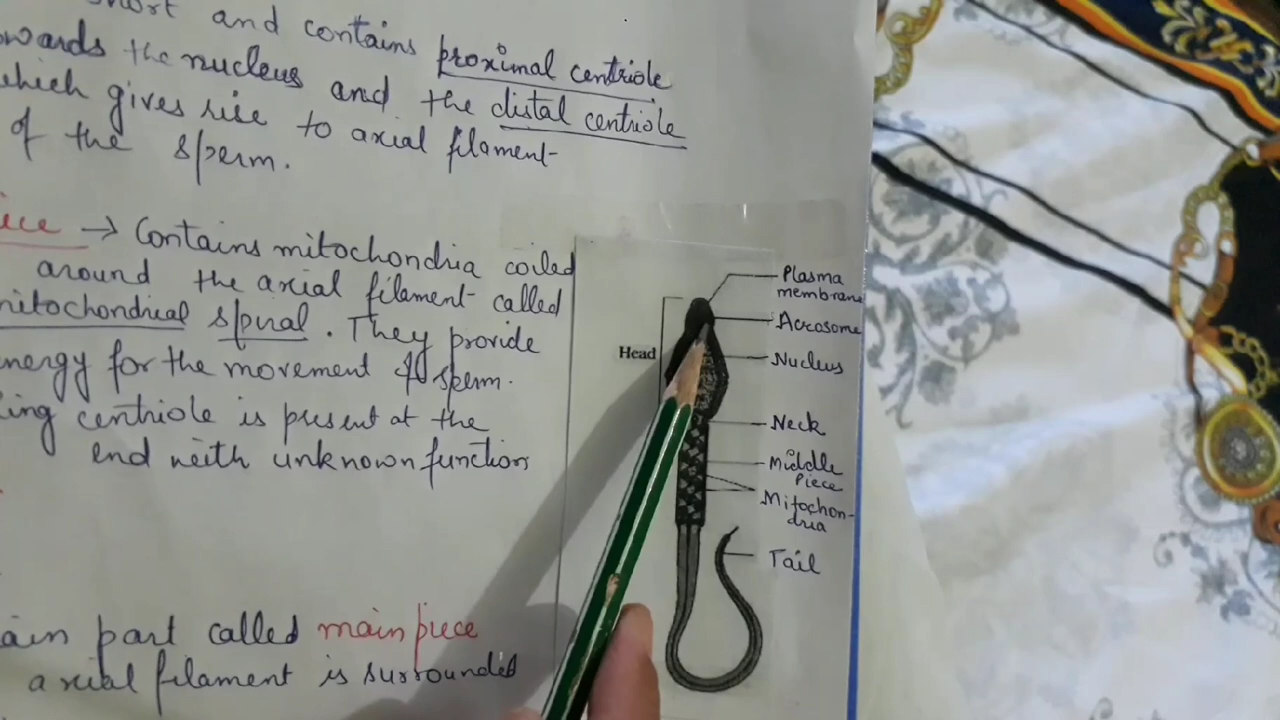 short and contains proximal centriole
towards the nucleus and the distal centriole
which gives rise to axial filament
of the sperm.
→ Contains mitochondria coiled
around the axial filament called
mitochondrial spiral. They provide
energy for the movement of sperm.
centriole is present at the
end with unknown function
part called main piece
axial filament is surrounded
Plasma
membrane
Acrosome
Head
Nucleus
Neck
Middle
Piece
Mitochon-
dria
Tail